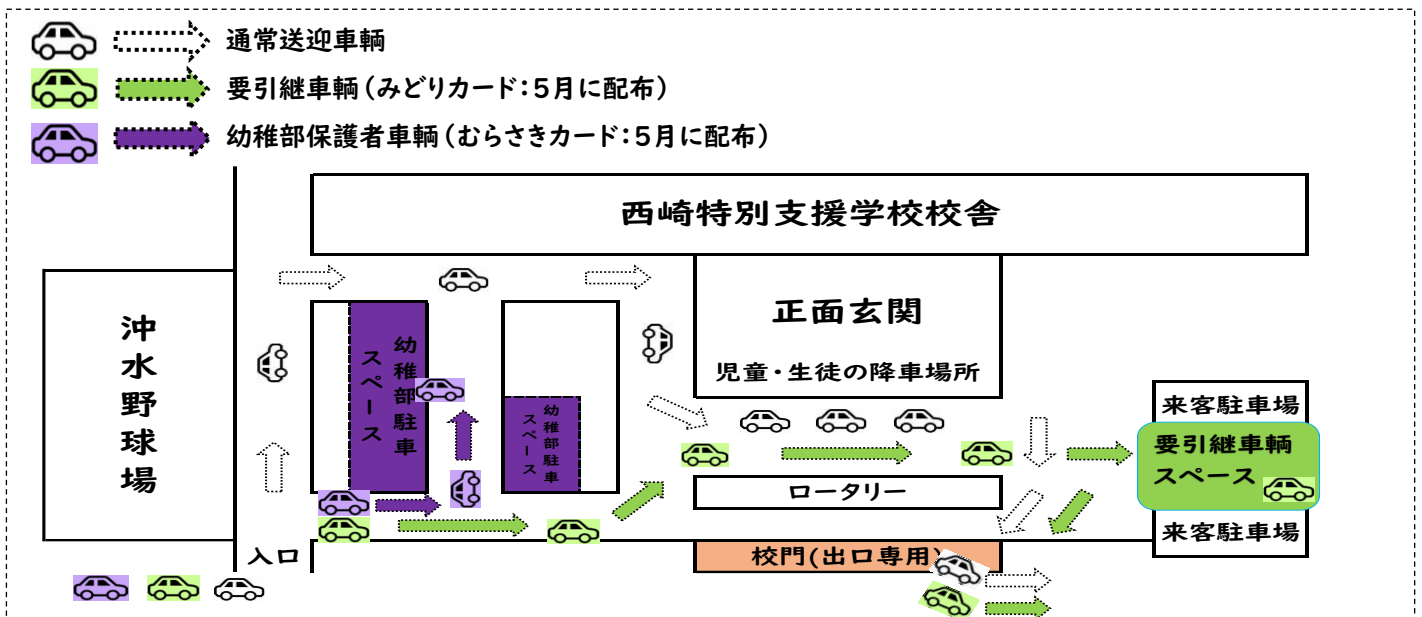 通常送迎車輌
要引継車輌(みどりカード:5月に配布)
幼稚部保護者車輌(むらさきカード:5月に配布)
西崎特別支援学校校舎
沖水野球場
幼稚部駐車
スペース
幼稚部駐車
スペース
正面玄関
児童・生徒の降車場所
来客駐車場
要引継車輌
スペース
来客駐車場
ロータリー
入口
校門(出口専用)